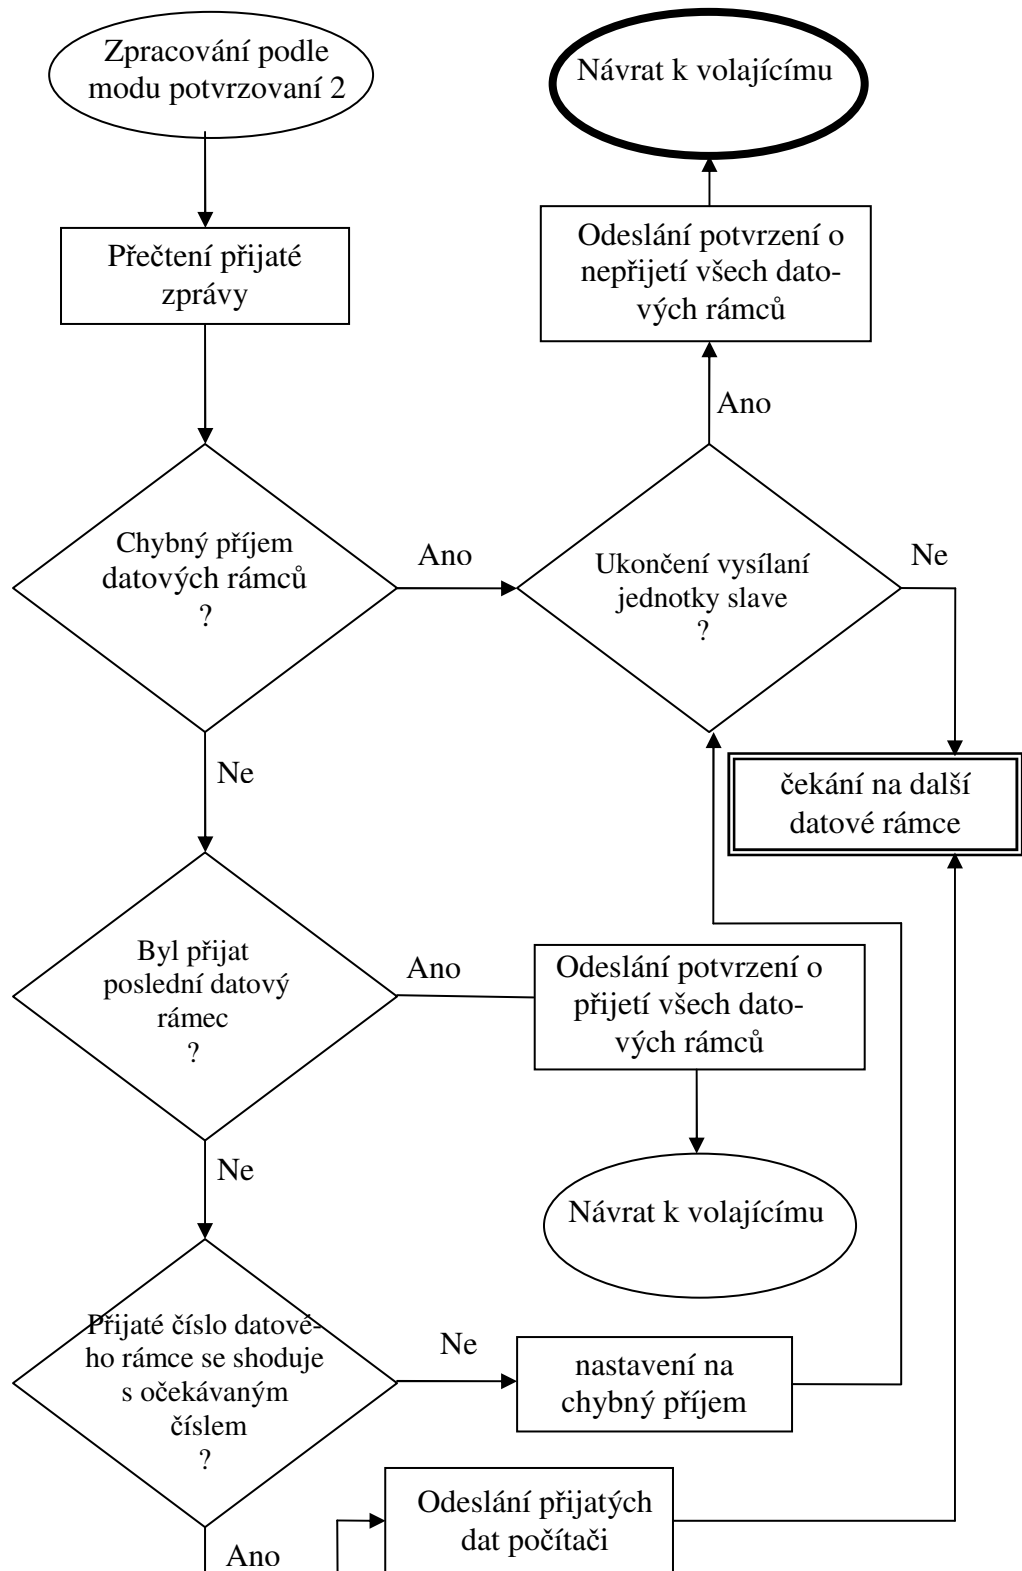 Zpracování podle
modu potvrzovaní 2
Návrat k volajícímu
Přečtení přijaté
zprávy
Odeslání potvrzení o
nepřijetí všech dato-
vých rámců
Ano
Chybný příjem
datových rámců
?
Ano
Ukončení vysílaní
jednotky slave
?
Ne
Ne
čekání na další
datové rámce
Byl přijat
poslední datový
rámec
?
Ano
Odeslání potvrzení o
přijetí všech dato-
vých rámců
Ne
Návrat k volajícímu
Přijaté číslo datové-
ho rámce se shoduje
s očekávaným
číslem
?
Ne
nastavení na
chybný příjem
Odeslání přijatých
dat počítači
Ano